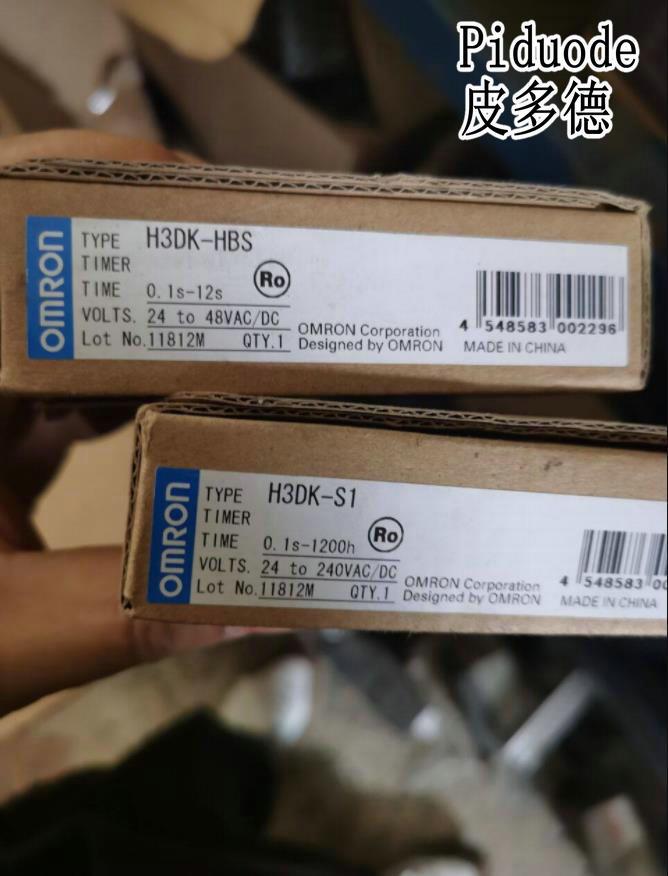 Piduode
皮多德
OMRON
TYPE H3DK-HBS
TIMER
Ro
TIME 0.1s-12s
VOLTS. 24 to 48VAC/DC
Lot No. 11812M QTY.1
OMRON Corporation
Designed by OMRON
4 548583 002296
MADE IN CHINA
OMRON
TYPE H3DK-S1
TIMER
Ro
TIME 0.1s-1200h
VOLTS. 24 to 240VAC/DC
Lot No. 11812M QTY.1
OMRON Corporation
Designed by OMRON
4 548583 00
MADE IN CHINA